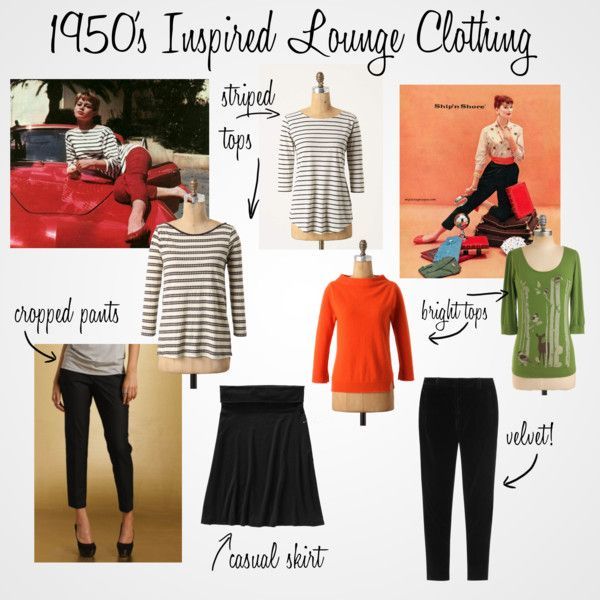 1950's Inspired Lounge Clothing
striped
tops
Ship'n Shore
cropped pants
bright tops
velvet!
casual skirt